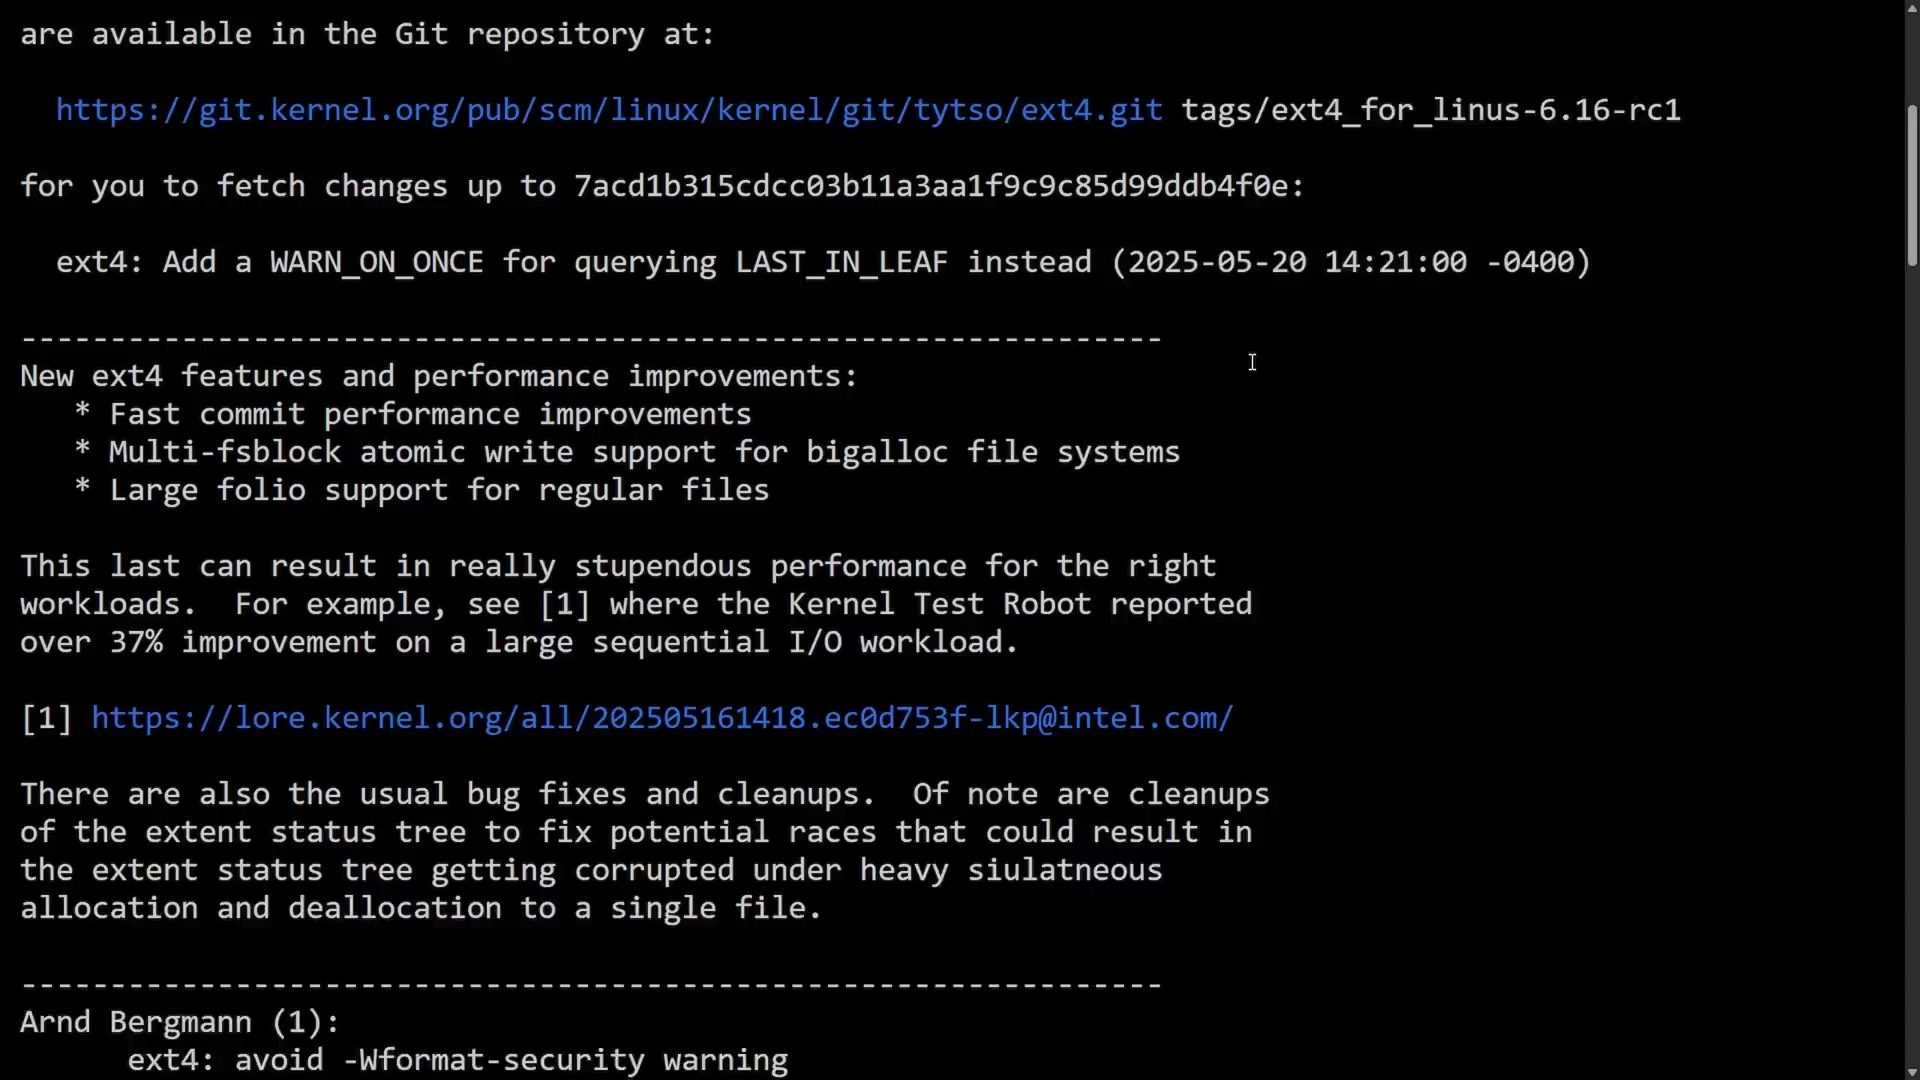 are available in the Git repository at:
https://git.kernel.org/pub/scm/linux/kernel/git/tytso/ext4.git tags/ext4_for_linus-6.16-rc1
for you to fetch changes up to 7acd1b315cdcc03b11a3aa1f9c9c85d99ddb4f0e:
ext4: Add a WARN_ON_ONCE for querying LAST_IN_LEAF instead (2025-05-20 14:21:00 -0400)
----------------------------------------------------------------
New ext4 features and performance improvements:
* Fast commit performance improvements
* Multi-fsblock atomic write support for bigalloc file systems
* Large folio support for regular files
This last can result in really stupendous performance for the right
workloads.  For example, see [1] where the Kernel Test Robot reported
over 37% improvement on a large sequential I/O workload.
[1] https://lore.kernel.org/all/202505161418.ec0d753f-lkp@intel.com/
There are also the usual bug fixes and cleanups.  Of note are cleanups
of the extent status tree to fix potential races that could result in
the extent status tree getting corrupted under heavy siulatneous
allocation and deallocation to a single file.
----------------------------------------------------------------
Arnd Bergmann (1):
ext4: avoid -Wformat-security warning